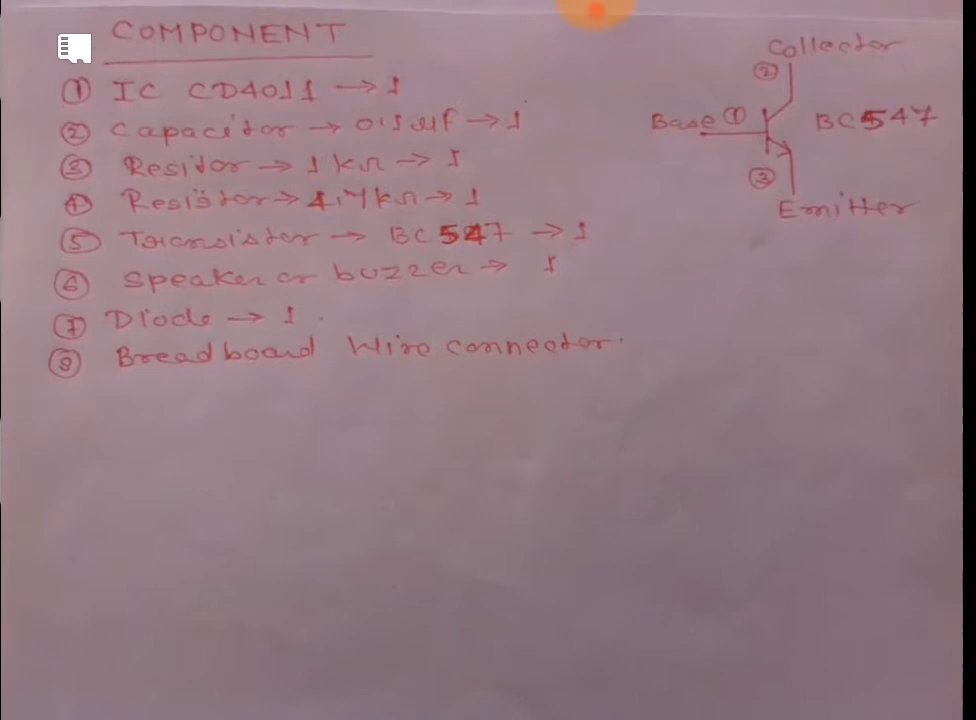 COMPONENT
① IC CD4011 → 1
② Capacitor → 0.1 uf → 1
③ Resistor → 1 kΩ → 1
④ Resistor → 4.7kΩ → 1
⑤ Transistor → BC547 → 1
⑥ Speaker or buzzer → 1
⑦ Diode → 1.
⑧ Bread board Wire connector.
Collector
②
Base ① BC547
③
Emitter